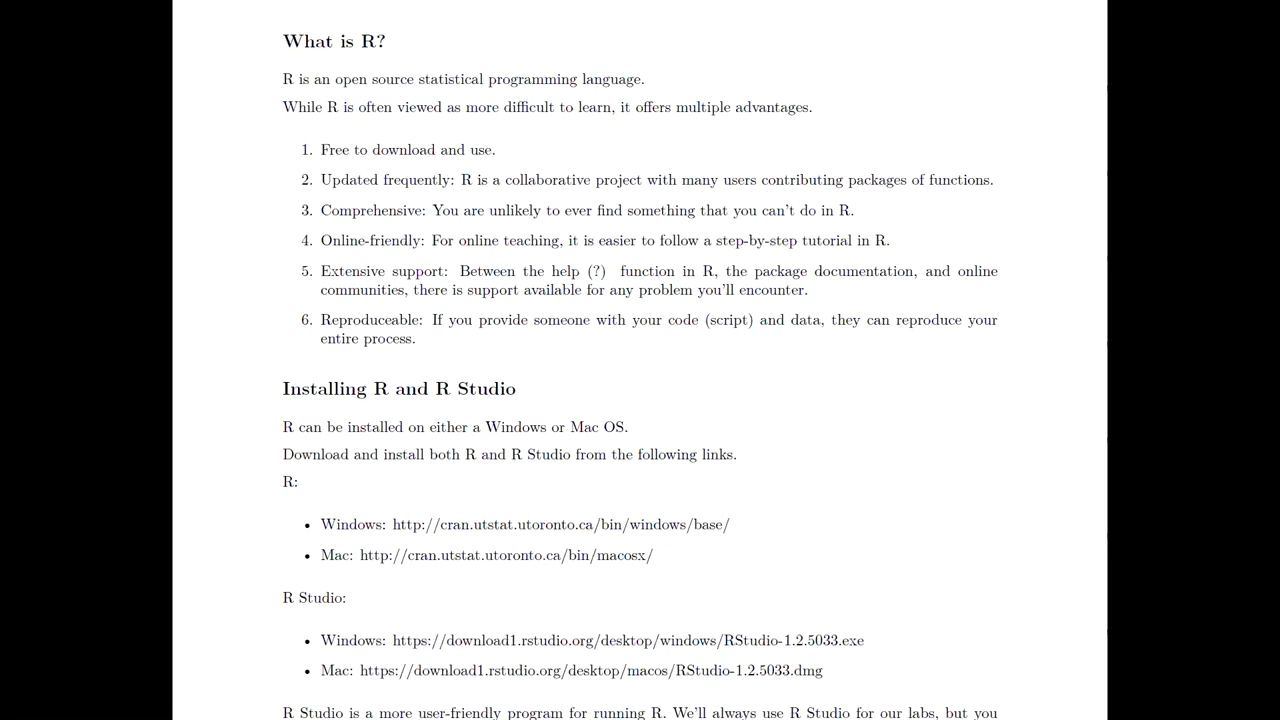 What is R?
R is an open source statistical programming language.
While R is often viewed as more difficult to learn, it offers multiple advantages.
1. Free to download and use.
2. Updated frequently: R is a collaborative project with many users contributing packages of functions.
3. Comprehensive: You are unlikely to ever find something that you can't do in R.
4. Online-friendly: For online teaching, it is easier to follow a step-by-step tutorial in R.
5. Extensive support: Between the help (?) function in R, the package documentation, and online
communities, there is support available for any problem you'll encounter.
6. Reproduceable: If you provide someone with your code (script) and data, they can reproduce your
entire process.
Installing R and R Studio
R can be installed on either a Windows or Mac OS.
Download and install both R and R Studio from the following links.
R:
• Windows: http://cran.utstat.utoronto.ca/bin/windows/base/
• Mac: http://cran.utstat.utoronto.ca/bin/macosx/
R Studio:
• Windows: https://download1.rstudio.org/desktop/windows/RStudio-1.2.5033.exe
• Mac: https://download1.rstudio.org/desktop/macos/RStudio-1.2.5033.dmg
R Studio is a more user-friendly program for running R. We'll always use R Studio for our labs, but you